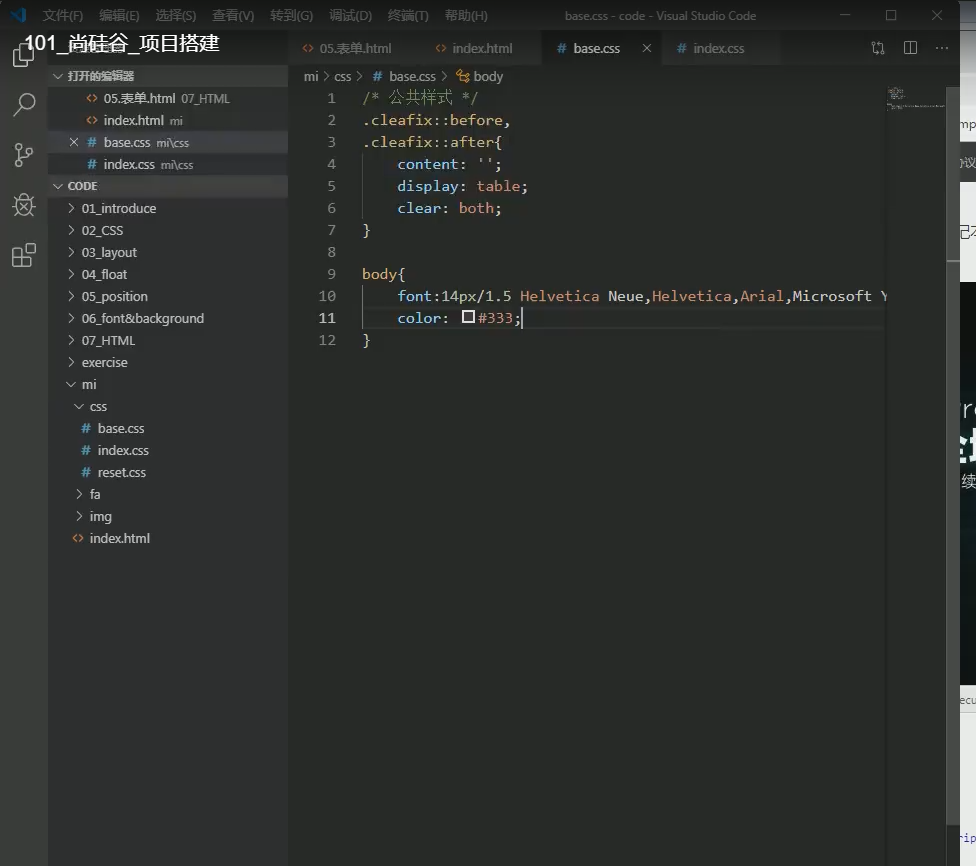 文件(F) 编辑(E) 选择(S) 查看(V) 转到(G) 调试(D) 终端(T) 帮助(H) base.css - code - Visual Studio Code
101_尚硅谷_项目搭建
05.表单.html index.html # base.css # index.css
打开的编辑器
05.表单.html 07_HTML
index.html mi
# base.css mi\css
# index.css mi\css
CODE
01_introduce
02_CSS
03_layout
04_float
05_position
06_font&background
07_HTML
exercise
mi
css
# base.css
# index.css
# reset.css
fa
img
index.html
mi > css > # base.css > body
1 /* 公共样式 */
2 .cleafix::before,
3 .cleafix::after{
4 content: '';
5 display: table;
6 clear: both;
7 }
8
9 body{
10 font:14px/1.5 Helvetica Neue,Helvetica,Arial,Microsoft Y
11 color: #333;
12 }
续